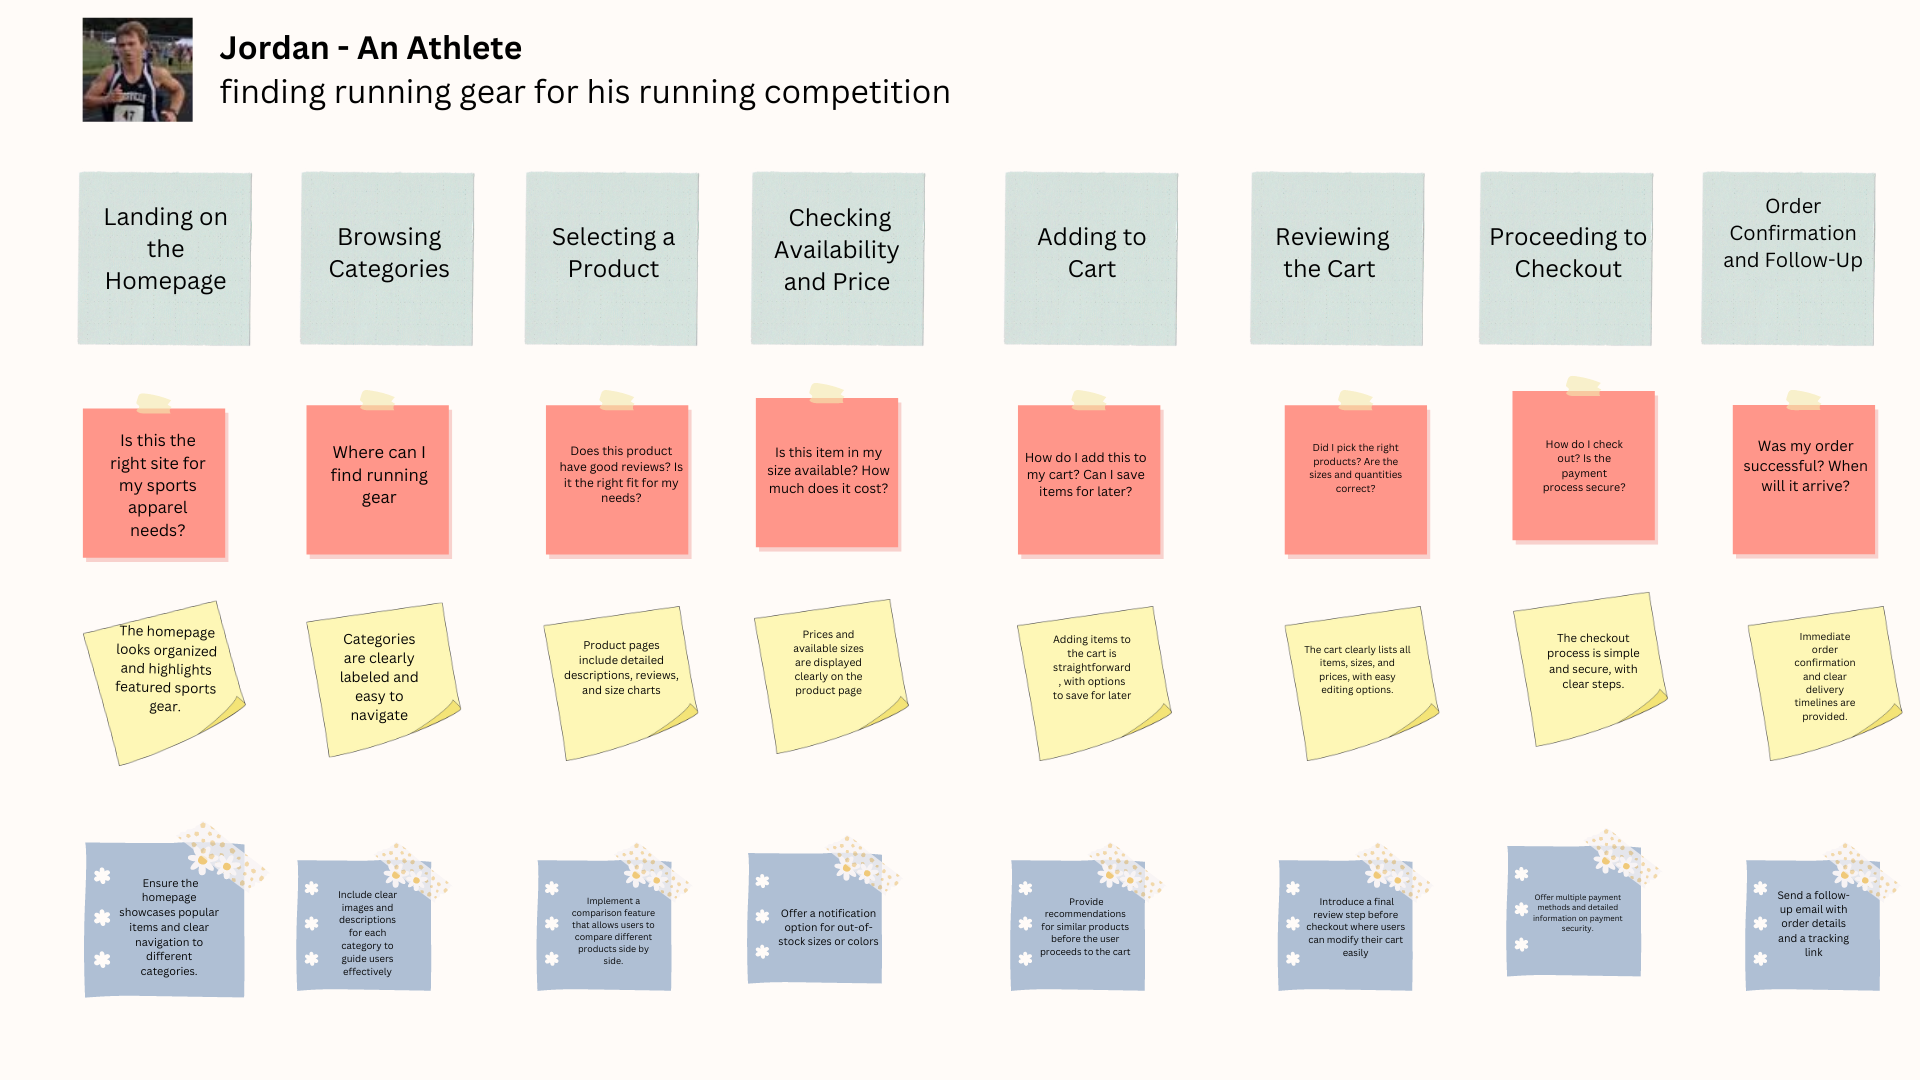 Jordan - An Athlete
finding running gear for his running competition
47
Landing on
the
Homepage
Browsing
Categories
Selecting a
Product
Checking
Availability
and Price
Adding to
Cart
Reviewing
the Cart
Proceeding to
Checkout
Order
Confirmation
and Follow-Up
Is this the
right site for
my sports
apparel
needs?
Where can I
find running
gear
Does this product
have good reviews? Is
it the right fit for my
needs?
Is this item in my
size available? How
much does it cost?
How do I add this to
my cart? Can I save
items for later?
Did I pick the right
products? Are the
sizes and quantities
correct?
How do I check
out? Is the
payment
process secure?
Was my order
successful? When
will it arrive?
The homepage
looks organized
and highlights
featured sports
gear.
Categories
are clearly
labeled and
easy to
navigate
Product pages
include detailed
descriptions, reviews,
and size charts
Prices and
available sizes
are displayed
clearly on the
product page
Adding items to
the cart is
straightforward
, with options
to save for later
The cart clearly lists all
items, sizes, and
prices, with easy
editing options.
The checkout
process is simple
and secure, with
clear steps.
Immediate
order
confirmation
and clear
delivery
timelines are
provided.
Ensure the
homepage
showcases popular
items and clear
navigation to
different
categories.
Include clear
images and
descriptions
for each
category to
guide users
effectively
Implement a
comparison feature
that allows users to
compare different
products side by
side.
Offer a notification
option for out-of-
stock sizes or colors
Provide
recommendations
for similar products
before the user
proceeds to the cart
Introduce a final
review step before
checkout where users
can modify their cart
easily
Offer multiple payment
methods and detailed
information on payment
security.
Send a follow-
up email with
order details
and a tracking
link